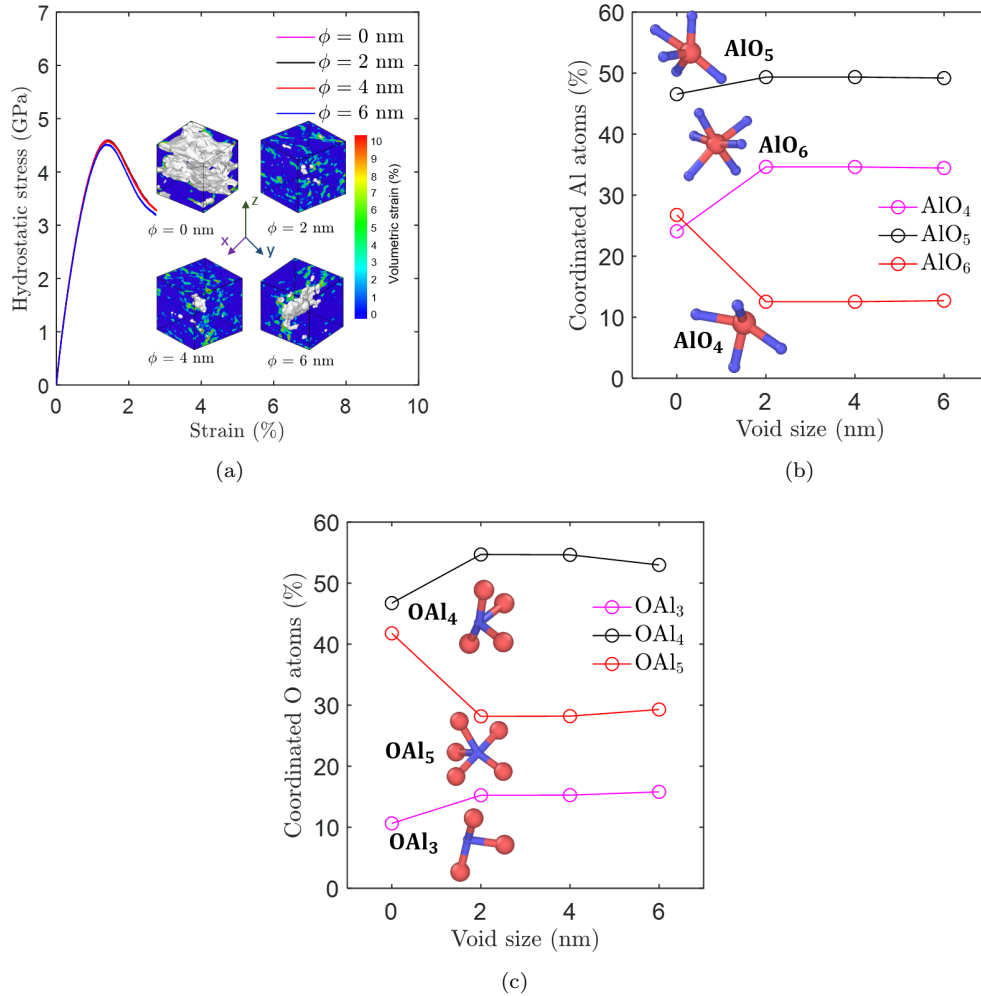 7
6
5
4
3
2
1
0
Hydrostatic stress (GPa)
0 2 4 6 8 10
Strain (%)
ϕ = 0 nm
ϕ = 2 nm
ϕ = 4 nm
ϕ = 6 nm
ϕ = 0 nm
ϕ = 2 nm
z
x
y
ϕ = 4 nm
ϕ = 6 nm
10
9
8
7
6
5
4
3
2
1
0
Volumetric strain (%)
(a)
60
50
40
30
20
10
0
Coordinated Al atoms (%)
AlO₅
AlO₆
AlO₄
AlO₄
AlO₅
AlO₆
0 2 4 6
Void size (nm)
(b)
60
50
40
30
20
10
0
Coordinated O atoms (%)
OAl₄
OAl₅
OAl₃
OAl₃
OAl₄
OAl₅
0 2 4 6
Void size (nm)
(c)